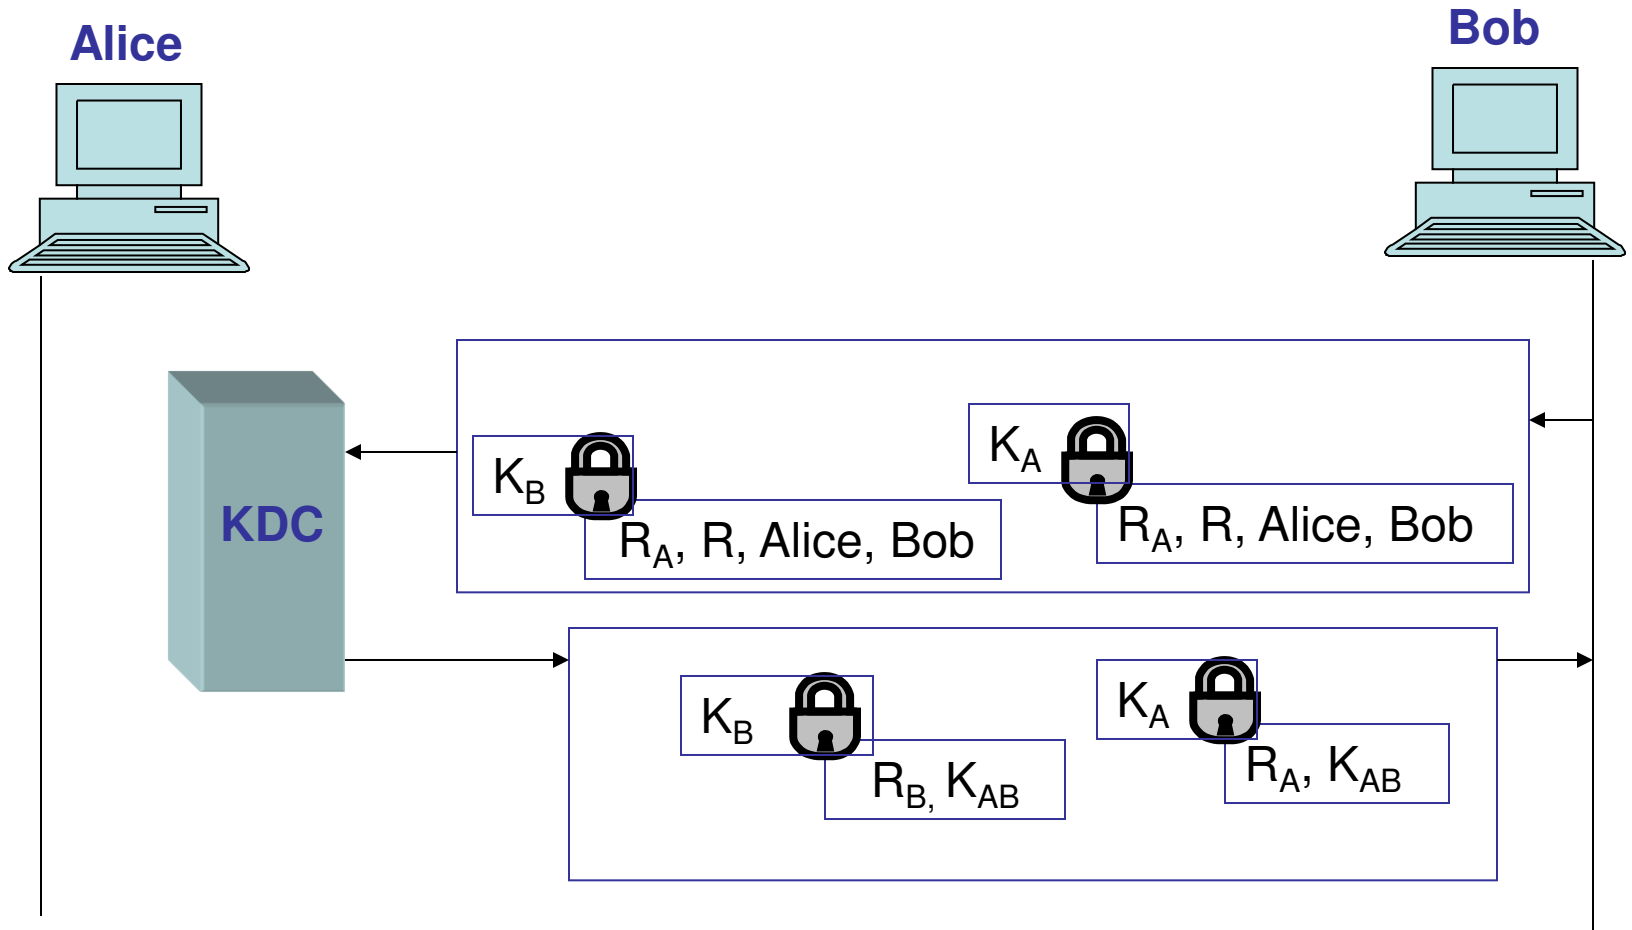 Alice
Bob
K_A
K_B
R_A, R, Alice, Bob
R_A, R, Alice, Bob
KDC
K_A
K_B
R_A, K_AB
R_B, K_AB